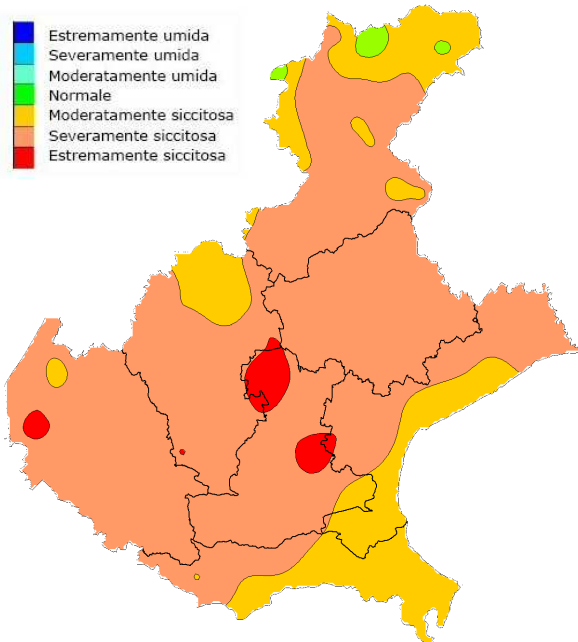 Estremamente umida
Severamente umida
Moderatamente umida
Normale
Moderatamente siccitosa
Severamente siccitosa
Estremamente siccitosa